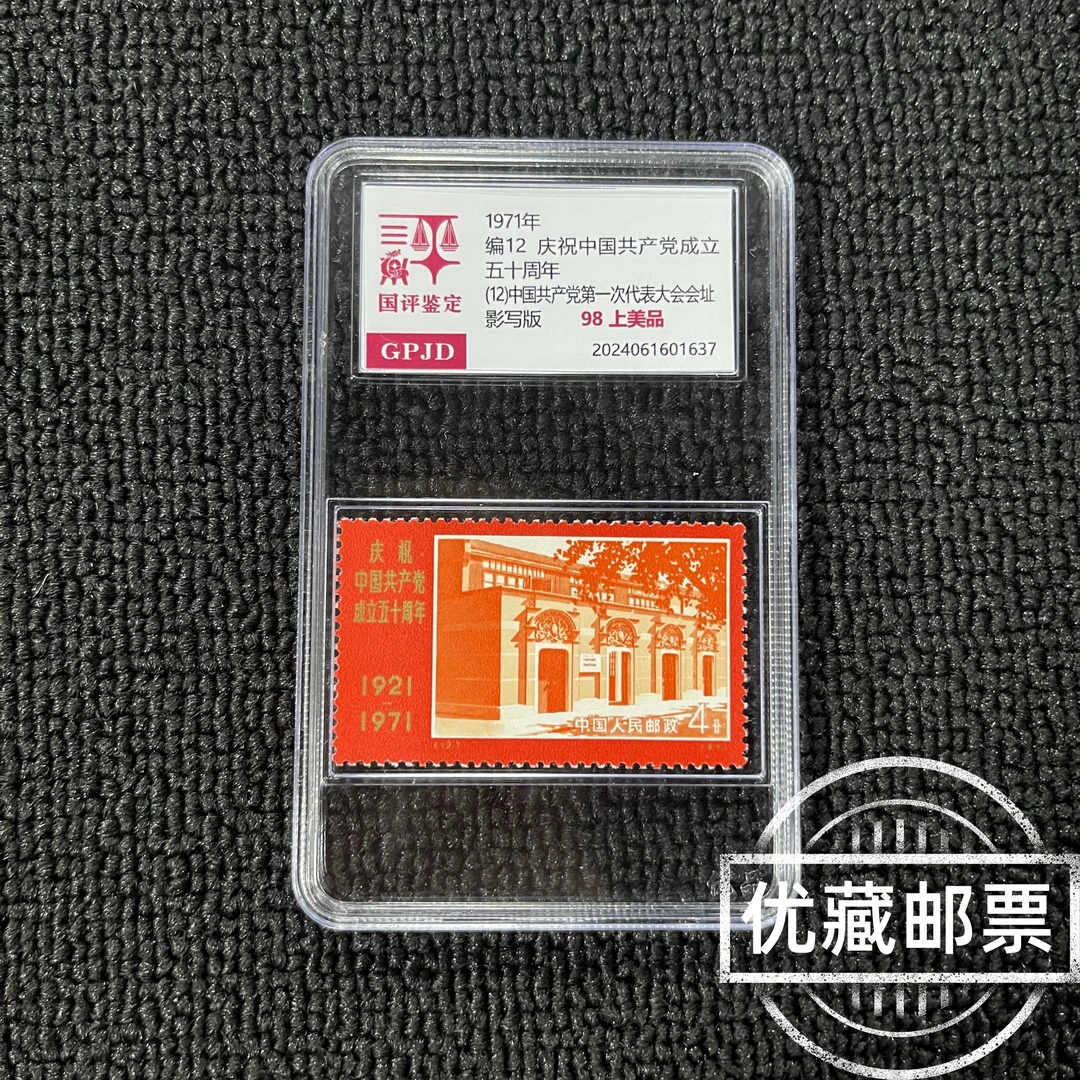 国评鉴定
GPJD
1971年
编12 庆祝中国共产党成立
五十周年
(12)中国共产党第一次代表大会会址
影写版 98 上美品
2024061601637
庆祝
中国共产党
成立五十周年
1921
1971
中国人民邮政 4分
优藏邮票